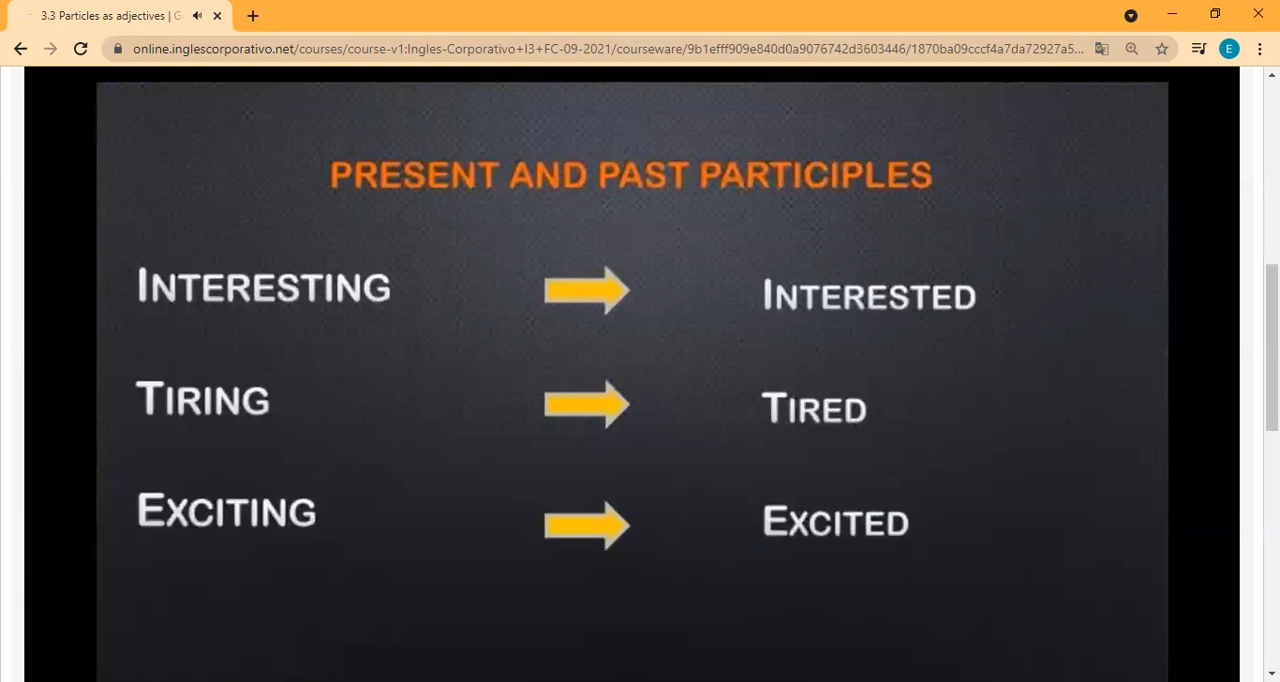 3.3 Particles as adjectives | G
online.inglescorporativo.net/courses/course-v1:Ingles-Corporativo+I3+FC-09-2021/courseware/9b1efff909e840d0a9076742d3603446/1870ba09cccf4a7da72927a5...
E
PRESENT AND PAST PARTICIPLES
INTERESTING INTERESTED
TIRING TIRED
EXCITING EXCITED